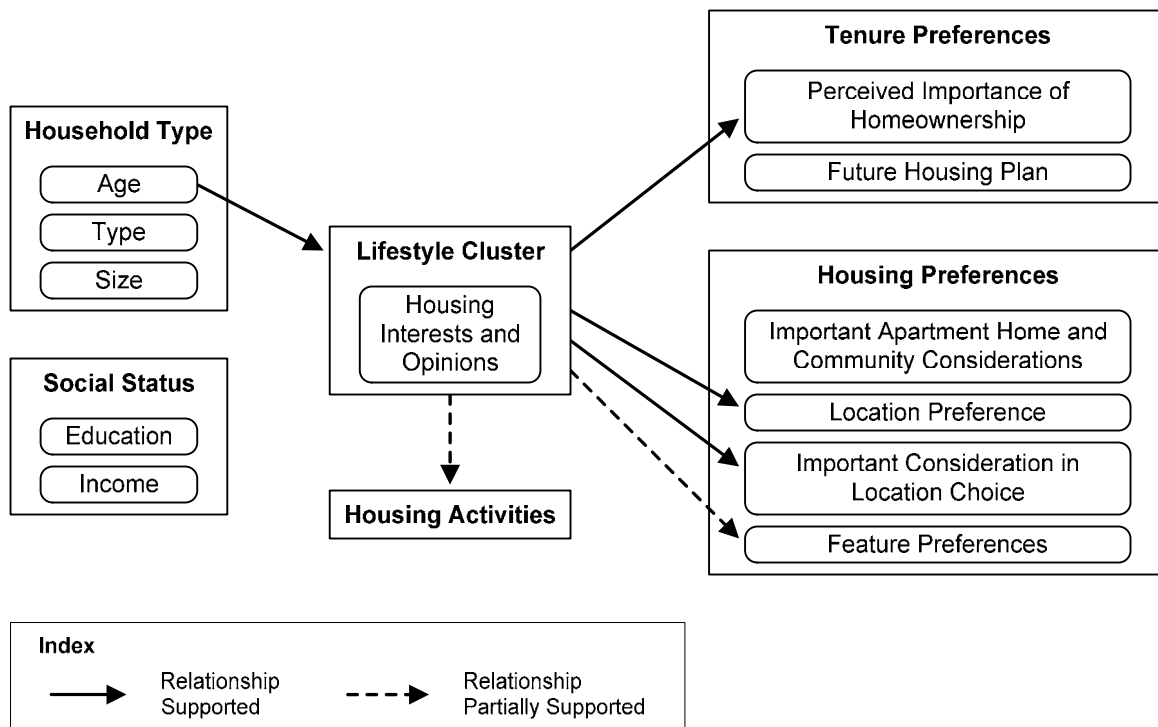 Household Type
Age
Type
Size
Social Status
Education
Income
Lifestyle Cluster
Housing
Interests and
Opinions
Housing Activities
Tenure Preferences
Perceived Importance of
Homeownership
Future Housing Plan
Housing Preferences
Important Apartment Home and
Community Considerations
Location Preference
Important Consideration in
Location Choice
Feature Preferences
Index
Relationship
Supported
Relationship
Partially Supported